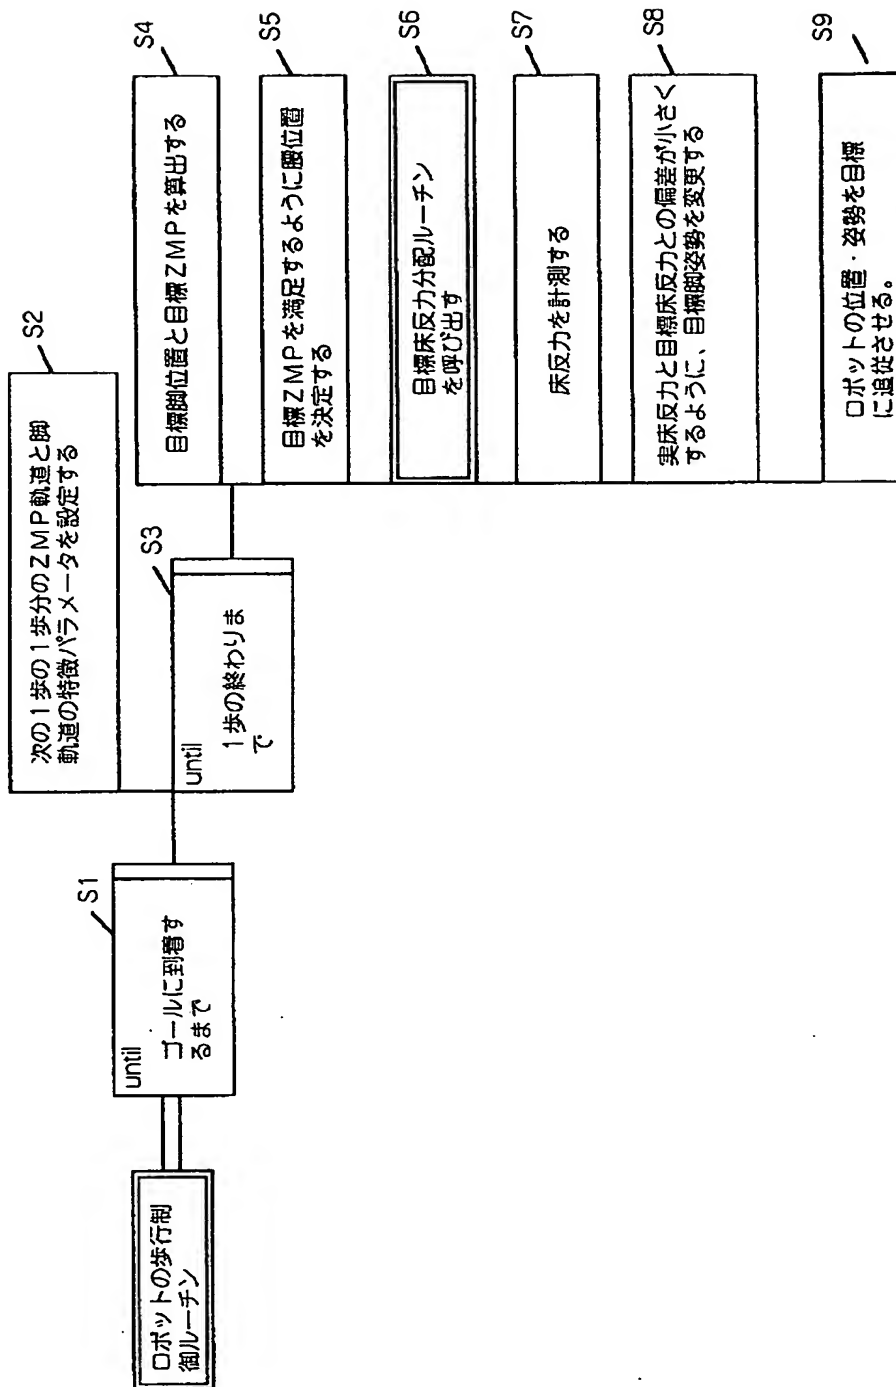 ロボットの歩行制
御ルーチン
S1
until
ゴールに到着す
るまで
S2
次の1歩の1歩分のZMP軌道と脚
軌道の特徴パラメータを設定する
S3
until
1歩の終わりま
で
S4
目標脚位置と目標ZMPを算出する
S5
目標ZMPを満足するように腰位置
を決定する
S6
目標床反力分配ルーチン
を呼び出す
S7
床反力を計測する
S8
実床反力と目標床反力との偏差が小さく
するように、目標脚姿勢を変更する
S9
ロボットの位置・姿勢を目標
に追従させる。